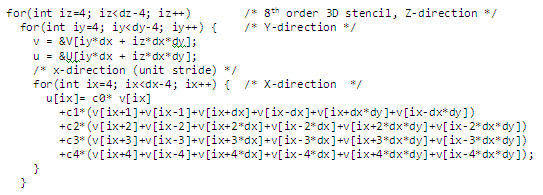 for(int iz=4; iz<dz-4; iz++) /* 8th order 3D stencil, Z-direction */
for(int iy=4; iy<dy-4; iy++) { /* Y-direction */
v = &V[iy*dx + iz*dx*dy];
u = &U[iy*dx + iz*dx*dy];
/* x-direction (unit stride) */
for(int ix=4; ix<dx-4; ix++) { /* X-direction */
u[ix]= c0* v[ix]
+c1*(v[ix+1]+v[ix-1]+v[ix+dx]+v[ix-dx]+v[ix+dx*dy]+v[ix-dx*dy])
+c2*(v[ix+2]+v[ix-2]+v[ix+2*dx]+v[ix-2*dx]+v[ix+2*dx*dy]+v[ix-2*dx*dy])
+c3*(v[ix+3]+v[ix-3]+v[ix+3*dx]+v[ix-3*dx]+v[ix+3*dx*dy]+v[ix-3*dx*dy])
+c4*(v[ix+4]+v[ix-4]+v[ix+4*dx]+v[ix-4*dx]+v[ix+4*dx*dy]+v[ix-4*dx*dy]);
}
}